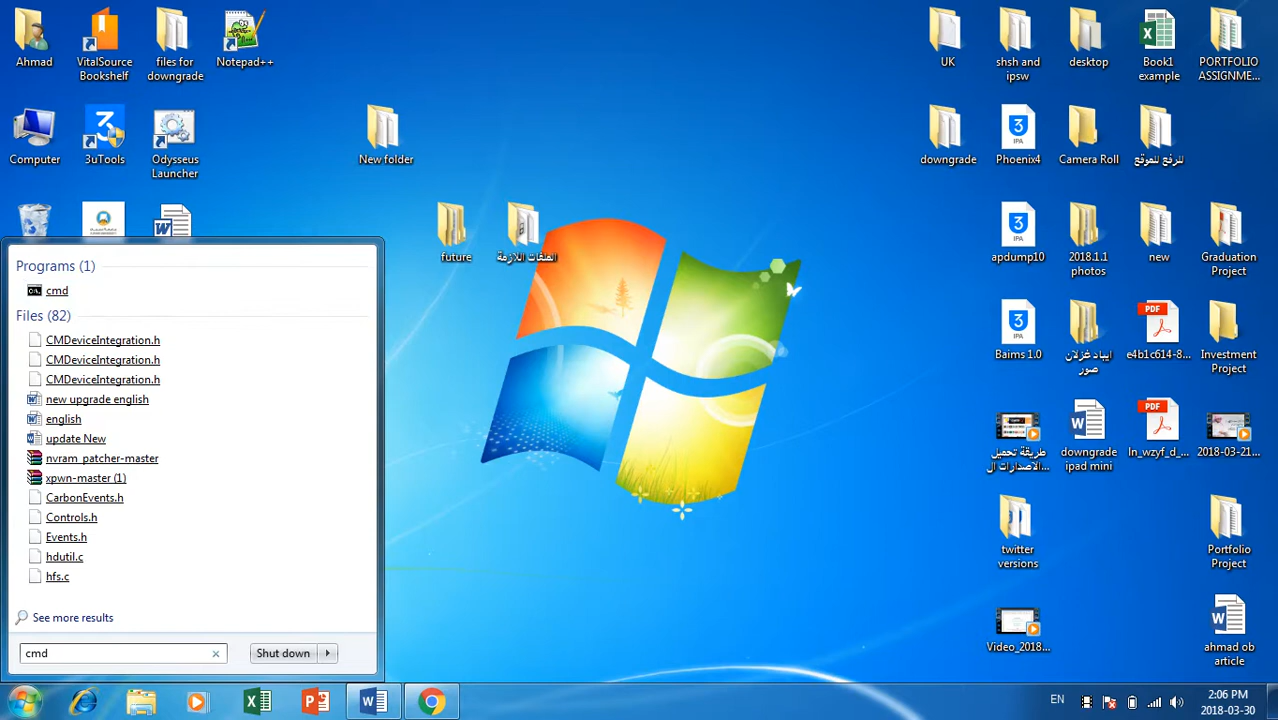 Ahmad
VitalSource
Bookshelf
files for
downgrade
Notepad++
UK
shsh and
ipsw
desktop
Book1
example
PORTFOLIO
ASSIGNME...
Computer
3uTools
Odysseus
Launcher
New folder
downgrade
Phoenix4
Camera Roll
للرفع للموقع
future
الملفات اللازمة
apdump10
2018.1.1
photos
new
Graduation
Project
Programs (1)
cmd
Files (82)
CMDeviceIntegration.h
CMDeviceIntegration.h
CMDeviceIntegration.h
new upgrade english
english
update New
nvram_patcher-master
xpwn-master (1)
CarbonEvents.h
Controls.h
Events.h
hdutil.c
hfs.c
See more results
cmd
Shut down
Baims 1.0
ايباد غزلان
صور
e4b1c614-8...
Investment
Project
طريقة تحميل
الاصدارات ال...
downgrade
ipad mini
ln_wzyf_d_...
2018-03-21...
twitter
versions
Portfolio
Project
Video_2018...
ahmad ob
article
EN
2:06 PM
2018-03-30